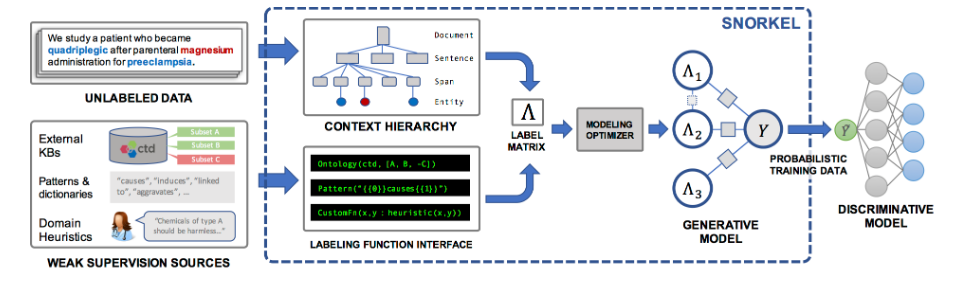 SNORKEL
We study a patient who became
quadriplegic after parenteral magnesium
administration for preeclampsia.
UNLABELED DATA
Document
Sentence
Span
Entity
CONTEXT HIERARCHY
External
KBs
ctd
Subset A
Subset B
Subset C
Patterns &
dictionaries
"causes", "induces", "linked
to", "aggravates", ...
Domain
Heuristics
"Chemicals of type A
should be harmless..."
WEAK SUPERVISION SOURCES
Ontology(ctd, [A, B, -C])
Pattern("{{0}}causes{{1}}")
CustomFn(x,y : heuristic(x,y))
LABELING FUNCTION INTERFACE
Λ
LABEL
MATRIX
MODELING
OPTIMIZER
Λ1
Λ2
Λ3
Y
GENERATIVE
MODEL
PROBABILISTIC
TRAINING DATA
Ỹ
DISCRIMINATIVE
MODEL